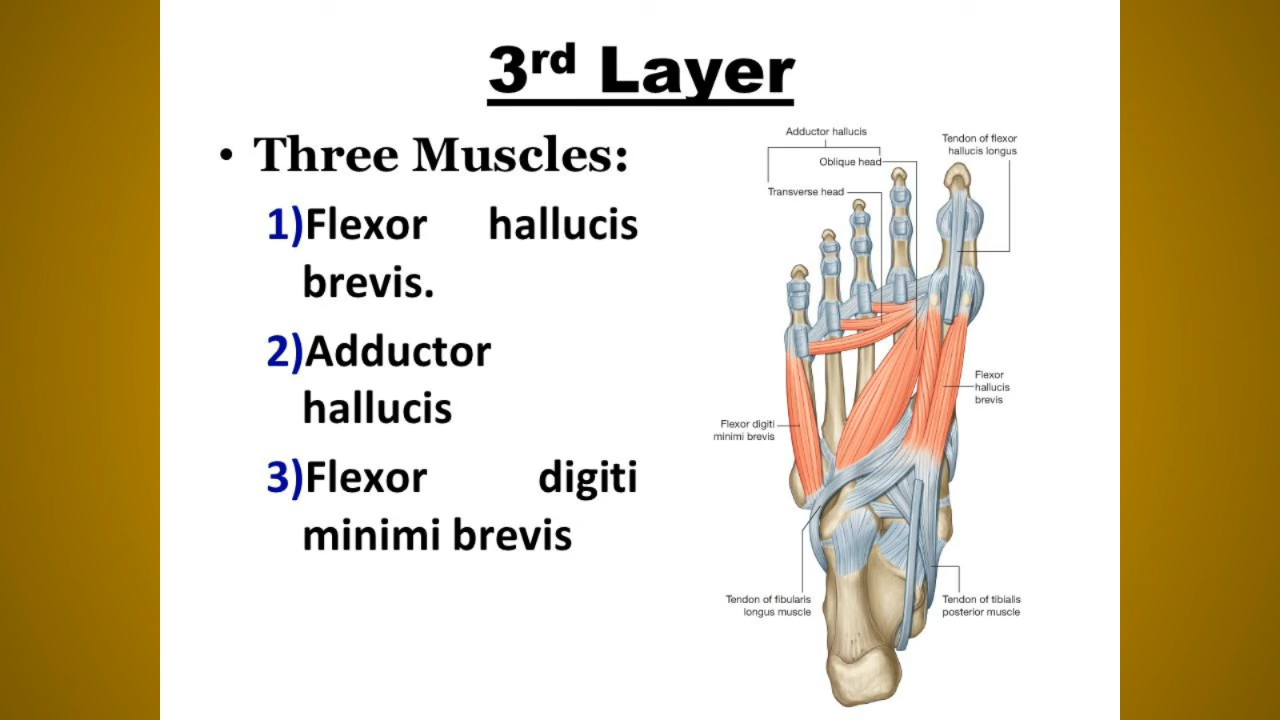 3rd Layer
• Three Muscles:
1)Flexor hallucis
brevis.
2)Adductor
hallucis
3)Flexor digiti
minimi brevis
Adductor hallucis
Oblique head
Transverse head
Tendon of flexor
hallucis longus
Flexor
hallucis
brevis
Flexor digiti
minimi brevis
Tendon of fibularis
longus muscle
Tendon of tibialis
posterior muscle